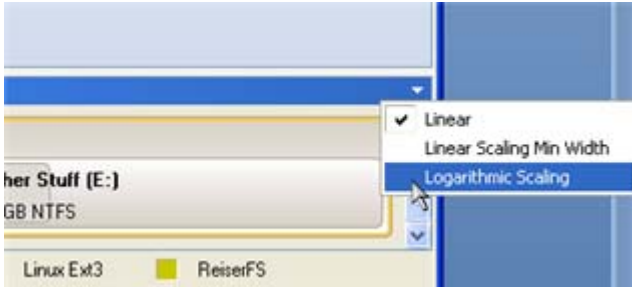 Linear
Linear Scaling Min Width
Logarithmic Scaling
her Stuff (E:)
GB NTFS
Linux Ext3 ReiserFS